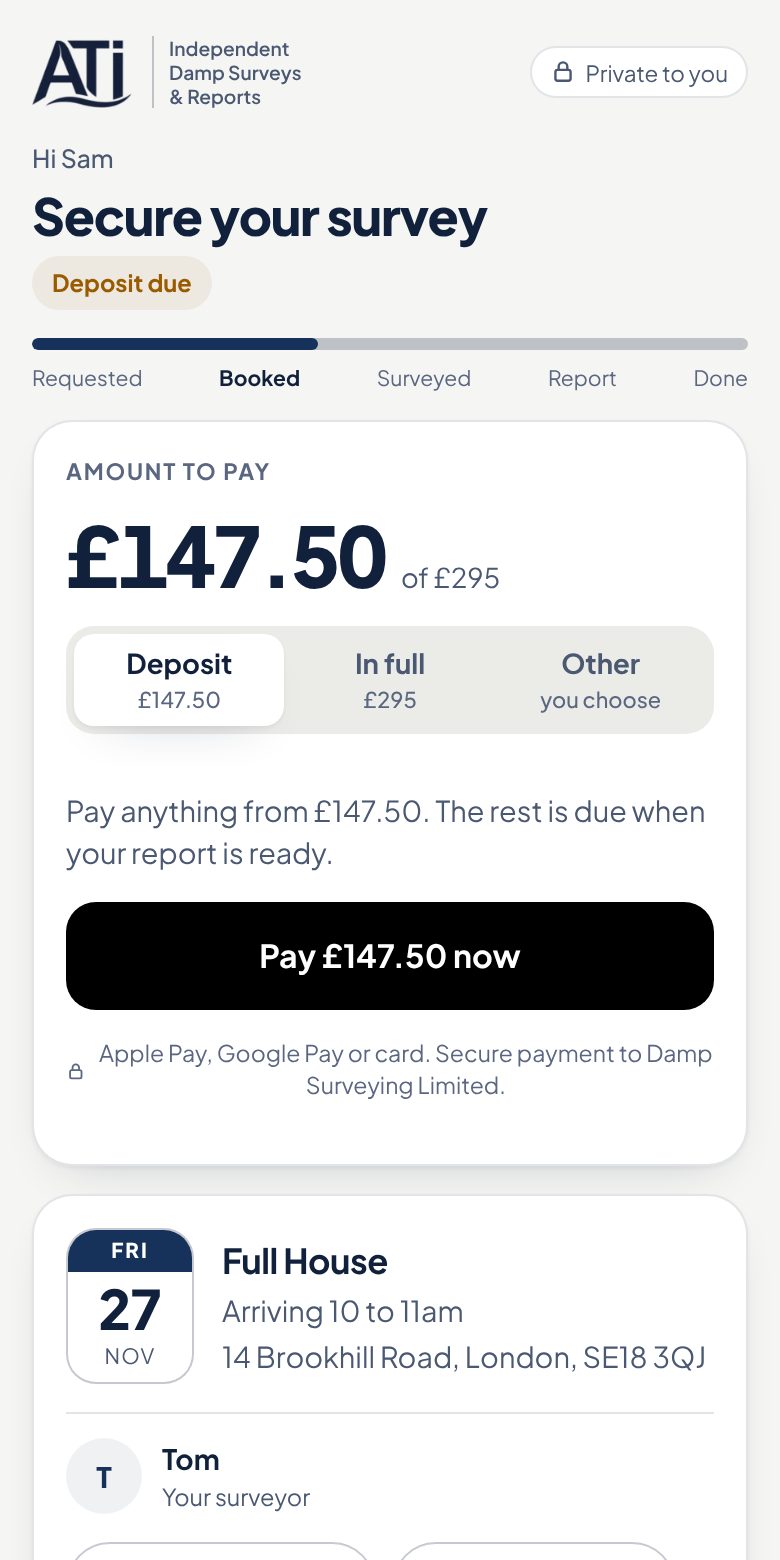 ATi
Independent
Damp Surveys
& Reports
Private to you
Hi Sam
Secure your survey
Deposit due
Requested
Booked
Surveyed
Report
Done
AMOUNT TO PAY
£147.50 of £295
Deposit
£147.50
In full
£295
Other
you choose
Pay anything from £147.50. The rest is due when
your report is ready.
Pay £147.50 now
Apple Pay, Google Pay or card. Secure payment to Damp
Surveying Limited.
FRI
27
NOV
Full House
Arriving 10 to 11am
14 Brookhill Road, London, SE18 3QJ
T
Tom
Your surveyor